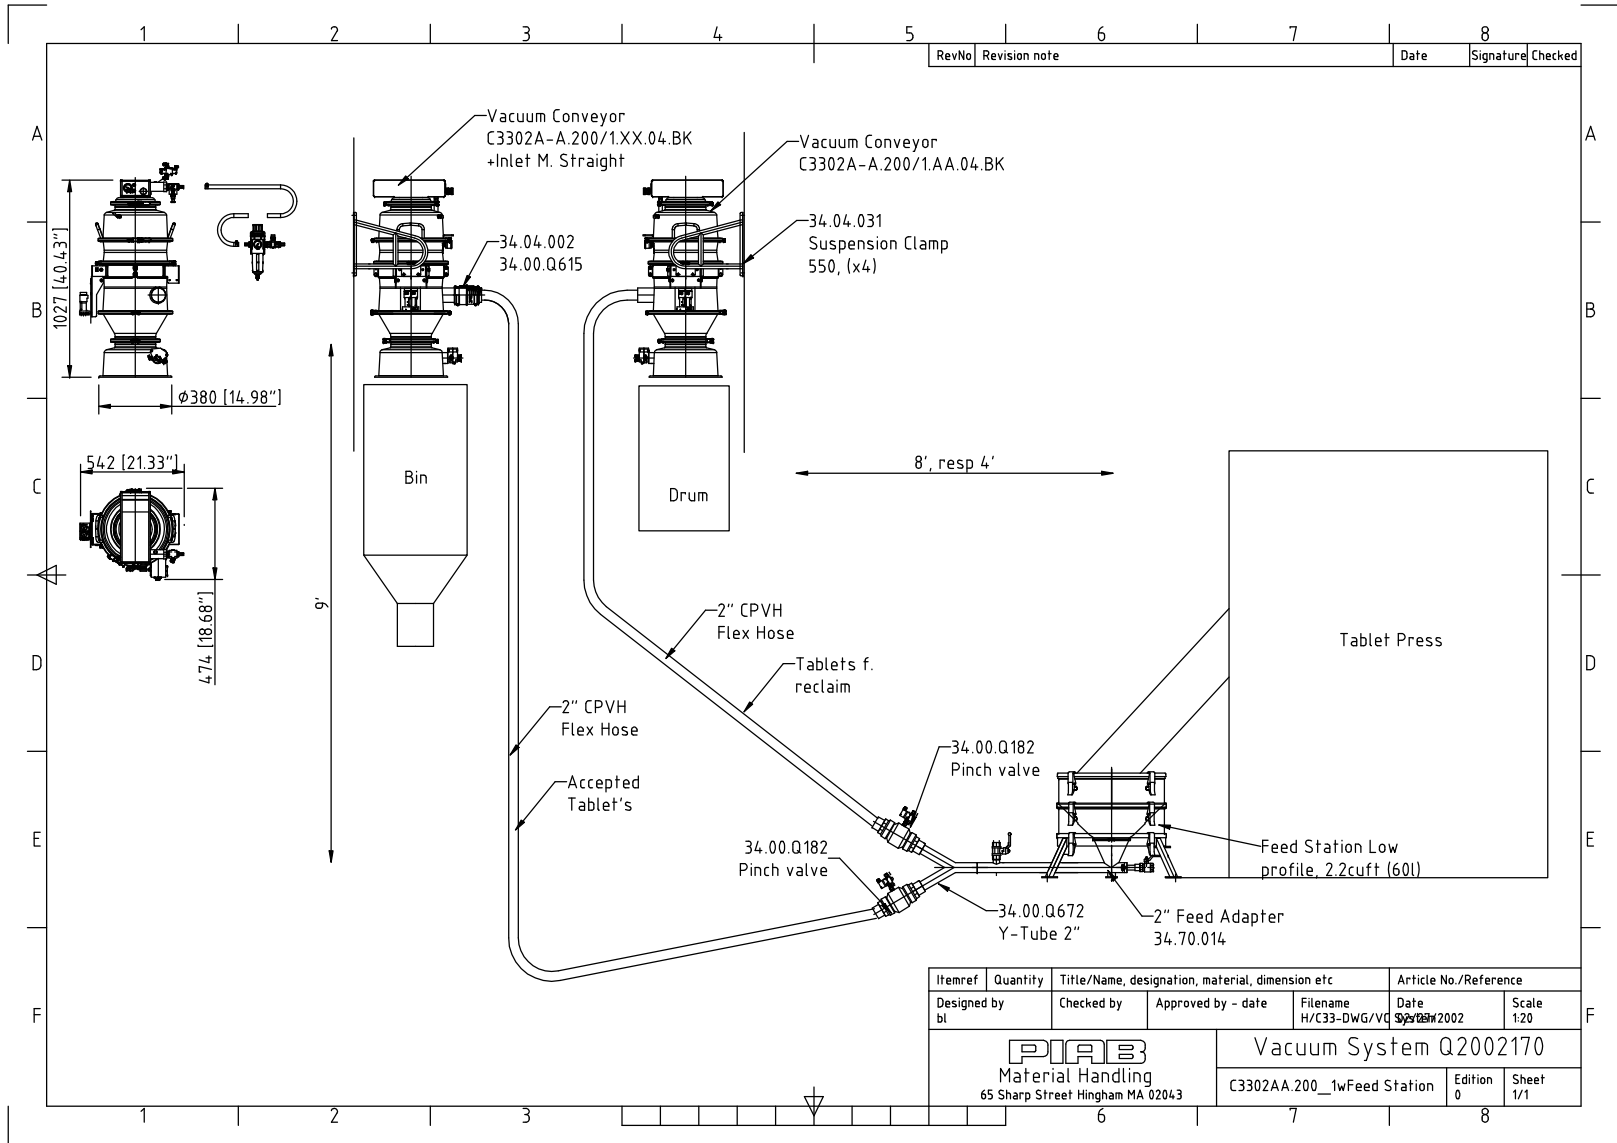 1 2 3 4 5 6 7 8
RevNo Revision note Date Signature Checked
A A
Vacuum Conveyor
C3302A-A.200/1.XX.04.BK
+Inlet M. Straight
Vacuum Conveyor
C3302A-A.200/1.AA.04.BK
34.04.031
Suspension Clamp
550, (x4)
34.04.002
34.00.Q615
1027 [40.43"]
B B
Ø380 [14.98"]
542 [21.33"]
8', resp 4'
Bin
C C
Drum
474 [18.68"]
9'
2" CPVH
Flex Hose
Tablet Press
D D
Tablets f.
reclaim
2" CPVH
Flex Hose
34.00.Q182
Pinch valve
Accepted
Tablet's
E E
34.00.Q182
Pinch valve
Feed Station Low
profile, 2.2cuft (60l)
34.00.Q672
Y-Tube 2"
2" Feed Adapter
34.70.014
Itemref Quantity Title/Name, designation, material, dimension etc Article No./Reference
Designed by Checked by Approved by - date Filename Date Scale
bl H/C33-DWG/VC /2002 1:20
F F
PIAB
Material Handling
65 Sharp Street Hingham MA 02043
Vacuum System Q2002170
C3302AA.200_1wFeed Station
Edition
0
Sheet
1/1
1 2 3 6 7 8